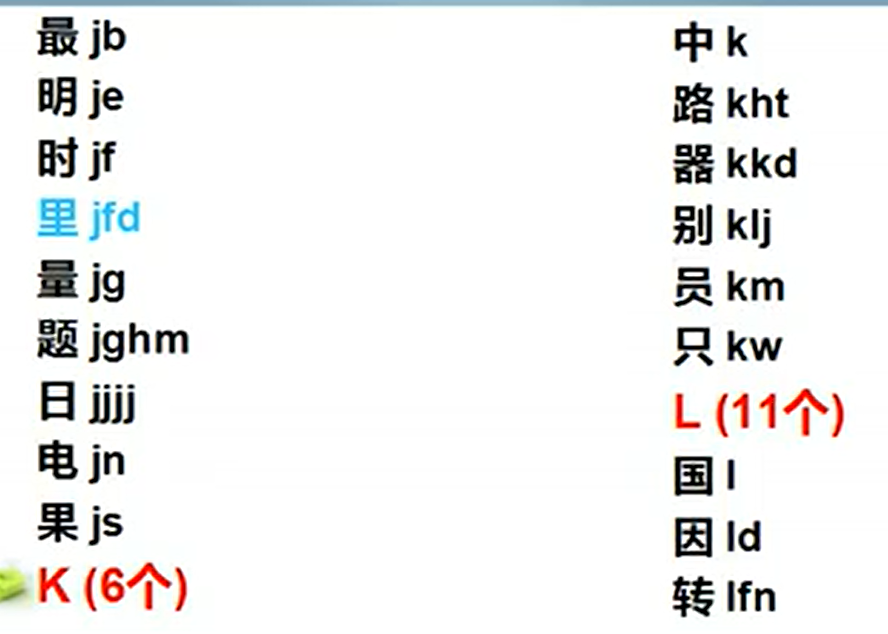 最 jb
明 je
时 jf
里 jfd
量 jg
题 jghm
日 jjjj
电 jn
果 js
K (6个)
中 k
路 kht
器 kkd
别 klj
员 km
只 kw
L (11个)
国 l
因 ld
转 lfn